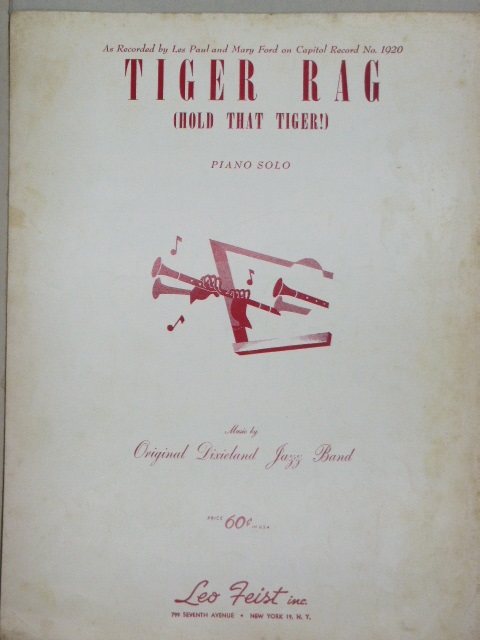 As Recorded by Les Paul and Mary Ford on Capitol Record No. 1920
TIGER RAG
(HOLD THAT TIGER!)
PIANO SOLO
Music by
Original Dixieland Jazz Band
PRICE 60¢ IN U.S.A.
Leo Feist inc.
799 SEVENTH AVENUE • NEW YORK 19, N. Y.